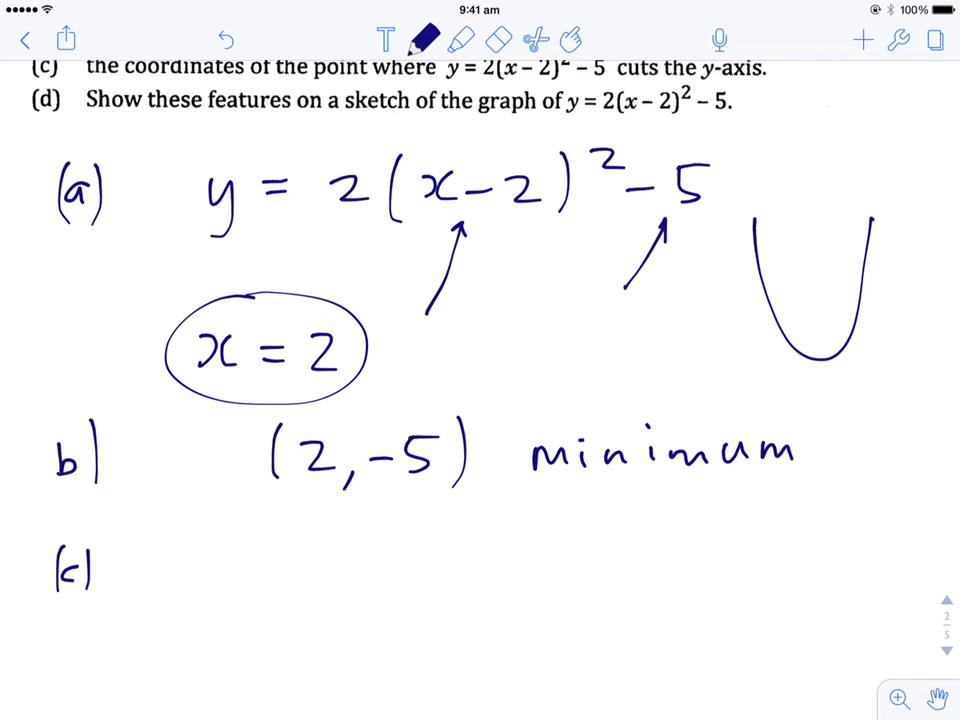 9:41 am
100%
T
(c) the coordinates of the point where y = 2(x – 2)² – 5 cuts the y-axis.
(d) Show these features on a sketch of the graph of y = 2(x – 2)² – 5.
(a) y = 2(x – 2)² – 5
x = 2
b) (2, –5) minimum
(c)
2
5